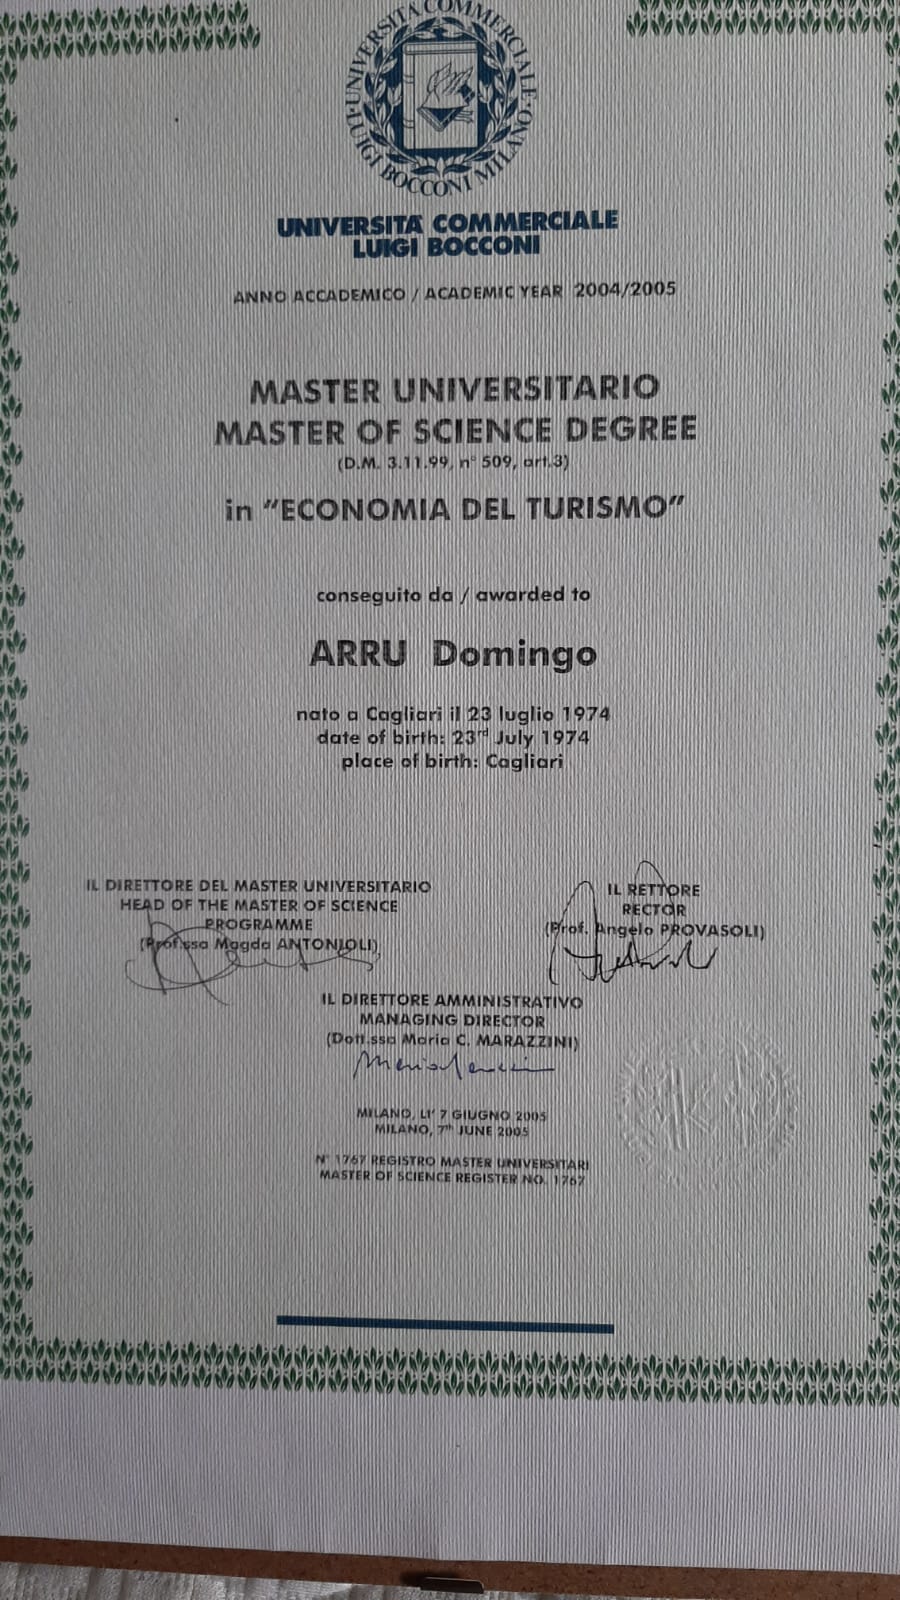 UNIVERSITA COMMERCIALE
LUIGI BOCCONI MILANO
UNIVERSITÀ COMMERCIALE
LUIGI BOCCONI
ANNO ACCADEMICO / ACADEMIC YEAR 2004/2005
MASTER UNIVERSITARIO
MASTER OF SCIENCE DEGREE
(D.M. 3.11.99, n° 509, art.3)
in “ECONOMIA DEL TURISMO”
conseguito da / awarded to
ARRU Domingo
nato a Cagliari il 23 luglio 1974
date of birth: 23rd July 1974
place of birth: Cagliari
IL DIRETTORE DEL MASTER UNIVERSITARIO
HEAD OF THE MASTER OF SCIENCE
PROGRAMME
(Prof.ssa Magda ANTONIOLI)
IL RETTORE
RECTOR
(Prof. Angelo PROVASOLI)
IL DIRETTORE AMMINISTRATIVO
MANAGING DIRECTOR
(Dott.ssa Maria C. MARAZZINI)
MILANO, LI' 7 GIUGNO 2005
MILANO, 7th JUNE 2005
N° 1767 REGISTRO MASTER UNIVERSITARI
MASTER OF SCIENCE REGISTER NO. 1767